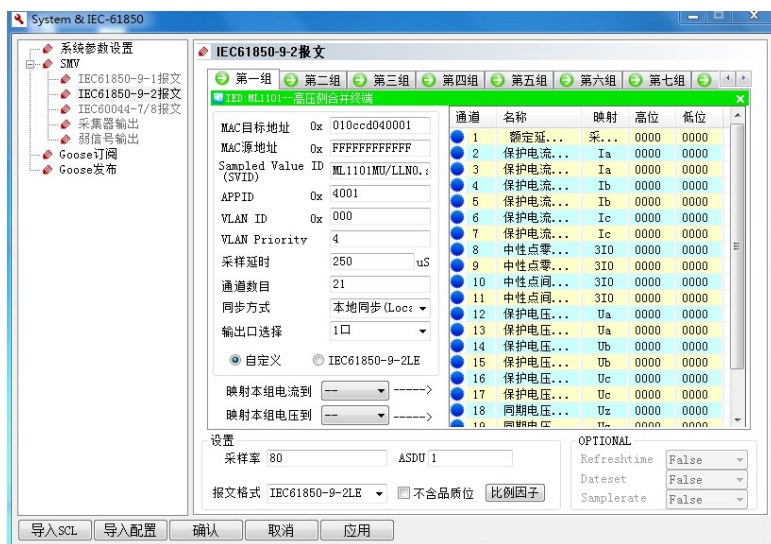 System & IEC-61850
系统参数设置
SMV
IEC61850-9-1报文
IEC61850-9-2报文
IEC60044-7/8报文
采集器输出
弱信号输出
Goose订阅
Goose发布
IEC61850-9-2报文
第一组 第二组 第三组 第四组 第五组 第六组 第七组
IED:ML1101--高压侧合并终端
MAC目标地址 0x 010ccd040001
MAC源地址 0x FFFFFFFFFFFF
Sampled Value ID (SVID) ML1101MU/LLN0.
APPID 0x 4001
VLAN ID 0x 000
VLAN Priority 4
采样延时 250 uS
通道数目 21
同步方式 本地同步(Loc
输出口选择 1口
自定义 IEC61850-9-2LE
映射本组电流到 -- ----->
映射本组电压到 -- ----->
通道 名称 映射 高位 低位
1 额定延... 采... 0000 0000
2 保护电流... Ia 0000 0000
3 保护电流... Ia 0000 0000
4 保护电流... Ib 0000 0000
5 保护电流... Ib 0000 0000
6 保护电流... Ic 0000 0000
7 保护电流... Ic 0000 0000
8 中性点零... 3I0 0000 0000
9 中性点零... 3I0 0000 0000
10 中性点间... 3I0 0000 0000
11 中性点间... 3I0 0000 0000
12 保护电压... Ua 0000 0000
13 保护电压... Ua 0000 0000
14 保护电压... Ub 0000 0000
15 保护电压... Ub 0000 0000
16 保护电压... Uc 0000 0000
17 保护电压... Uc 0000 0000
18 同期电压... Uz 0000 0000
19 同期电压... Uz 0000 0000
设置
采样率 80 ASDU 1
报文格式 IEC61850-9-2LE 不含品质位 比例因子
OPTIONAL
Refreshtime False
Dateset False
Samplerate False
导入SCL 导入配置 确认 取消 应用